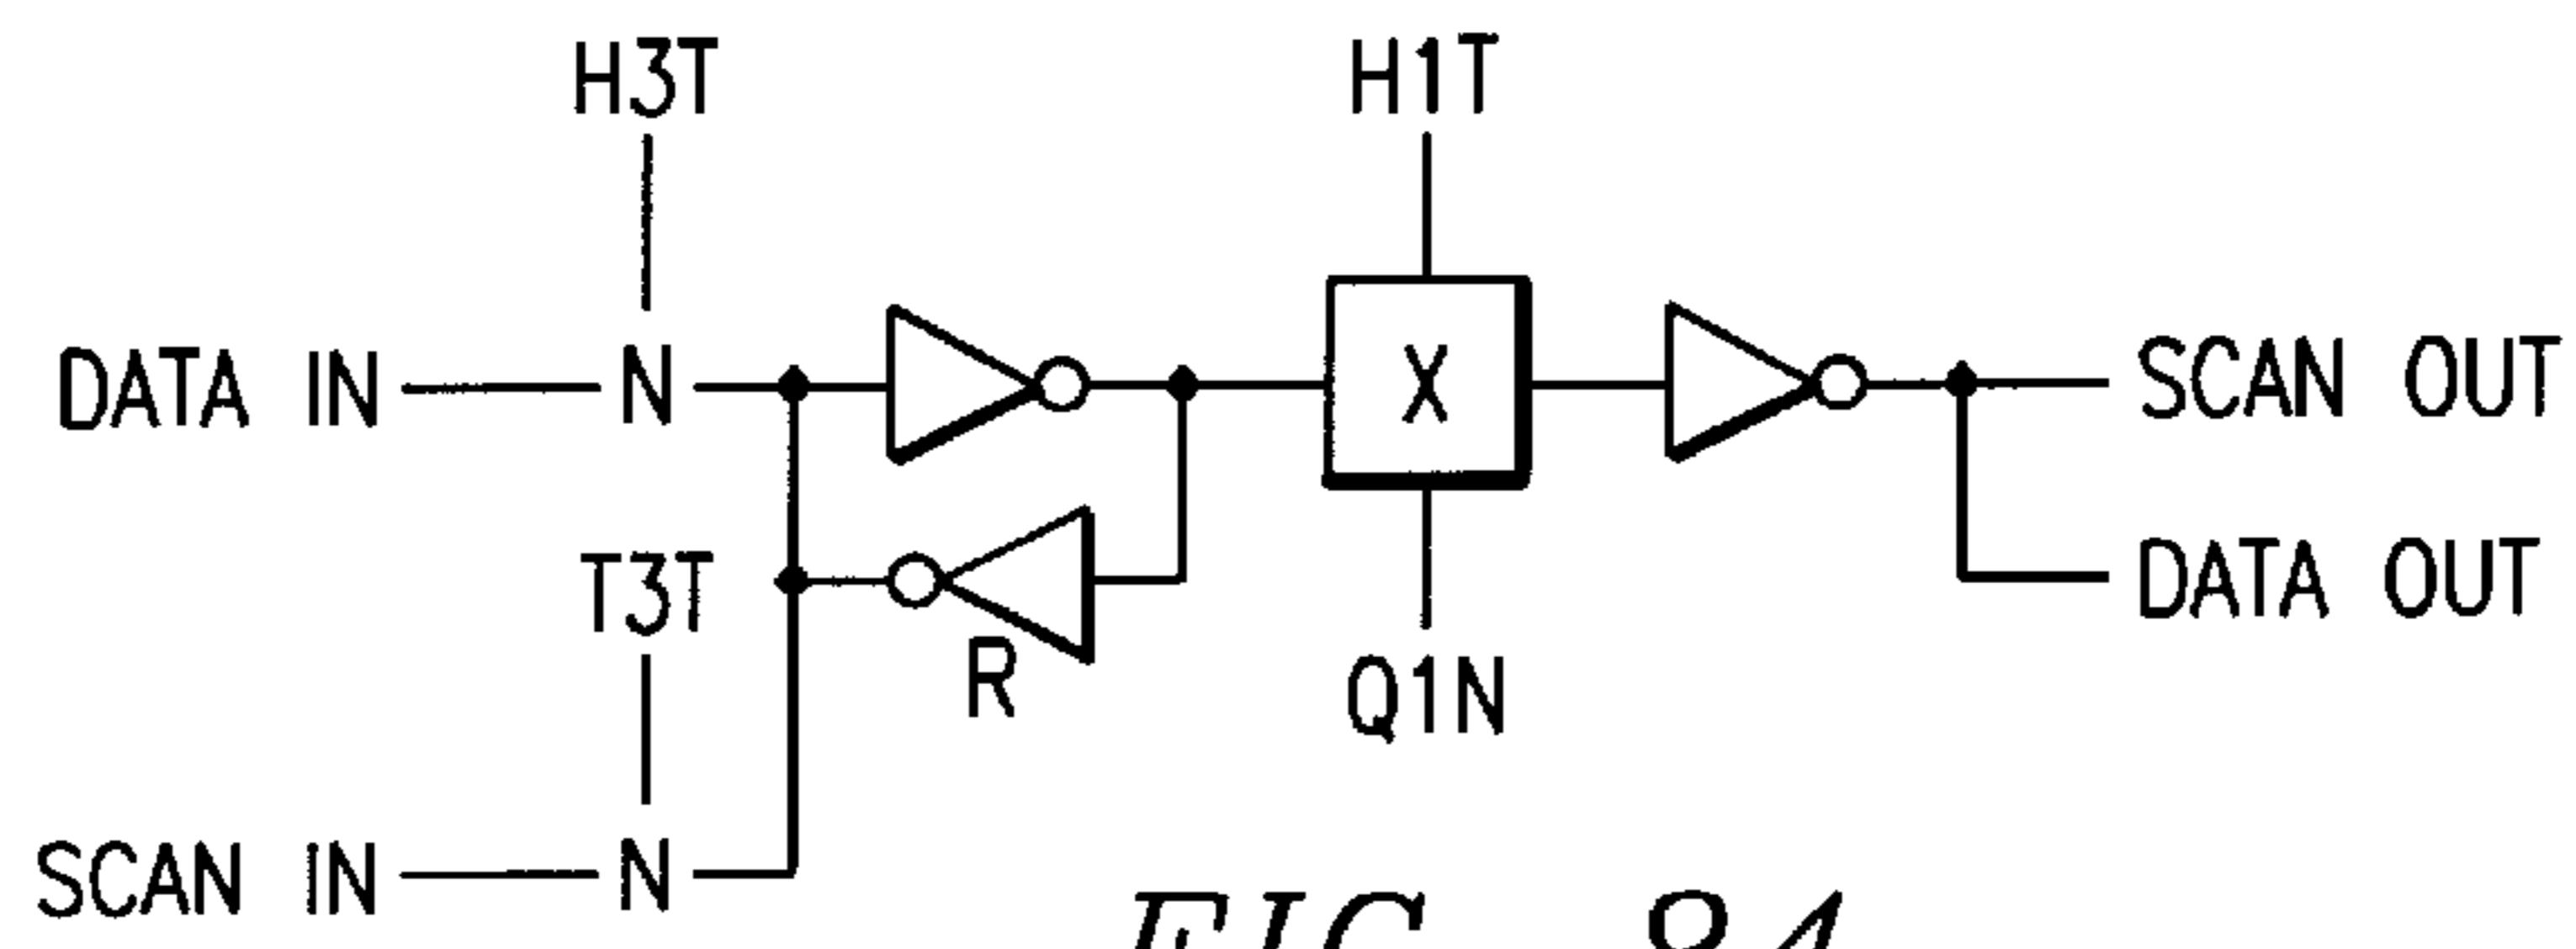 H3T
H1T
DATA IN
N
X
SCAN OUT
T3T
DATA OUT
R
Q1N
SCAN IN
N